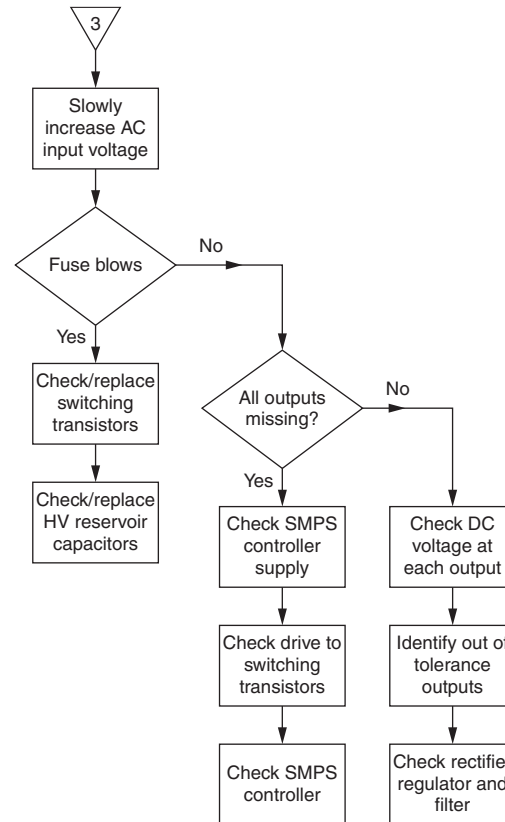 3
Slowly
increase AC
input voltage
Fuse blows
No
Yes
Check/replace
switching
transistors
Check/replace
HV reservoir
capacitors
All outputs
missing?
No
Yes
Check SMPS
controller
supply
Check drive to
switching
transistors
Check SMPS
controller
Check DC
voltage at
each output
Identify out of
tolerance
outputs
Check rectifie
regulator and
filter